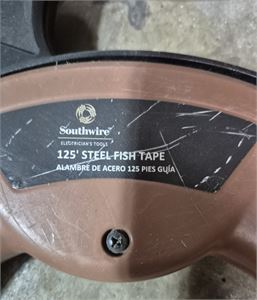 Southwire®
ELECTRICIAN'S TOOLS
125' STEEL FISH TAPE
ALAMBRE DE ACERO 125 PIES GUÍA